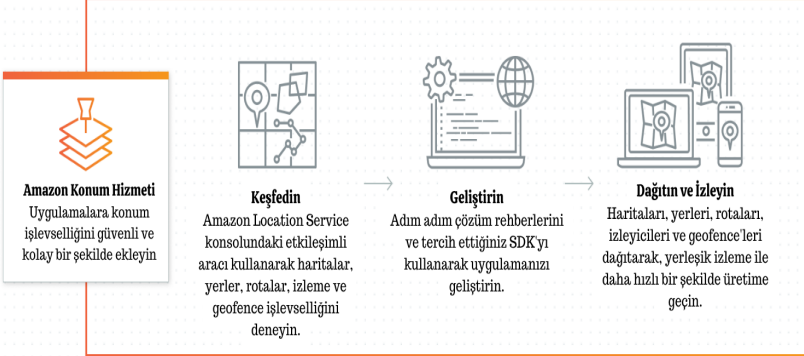 Amazon Konum Hizmeti
Uygulamalara konum
işlevselliğini güvenli ve
kolay bir şekilde ekleyin
Keşfedin
Amazon Location Service
konsolundaki etkileşimli
aracı kullanarak haritalar,
yerler, rotalar, izleme ve
geofence işlevselliğini
deneyin.
Geliştirin
Adım adım çözüm rehberlerini
ve tercih ettiğiniz SDK'yı
kullanarak uygulamanızı
geliştirin.
Dağıtın ve İzleyin
Haritaları, yerleri, rotaları,
izleyicileri ve geofence'leri
dağıtarak, yerleşik izleme ile
daha hızlı bir şekilde üretime
geçin.